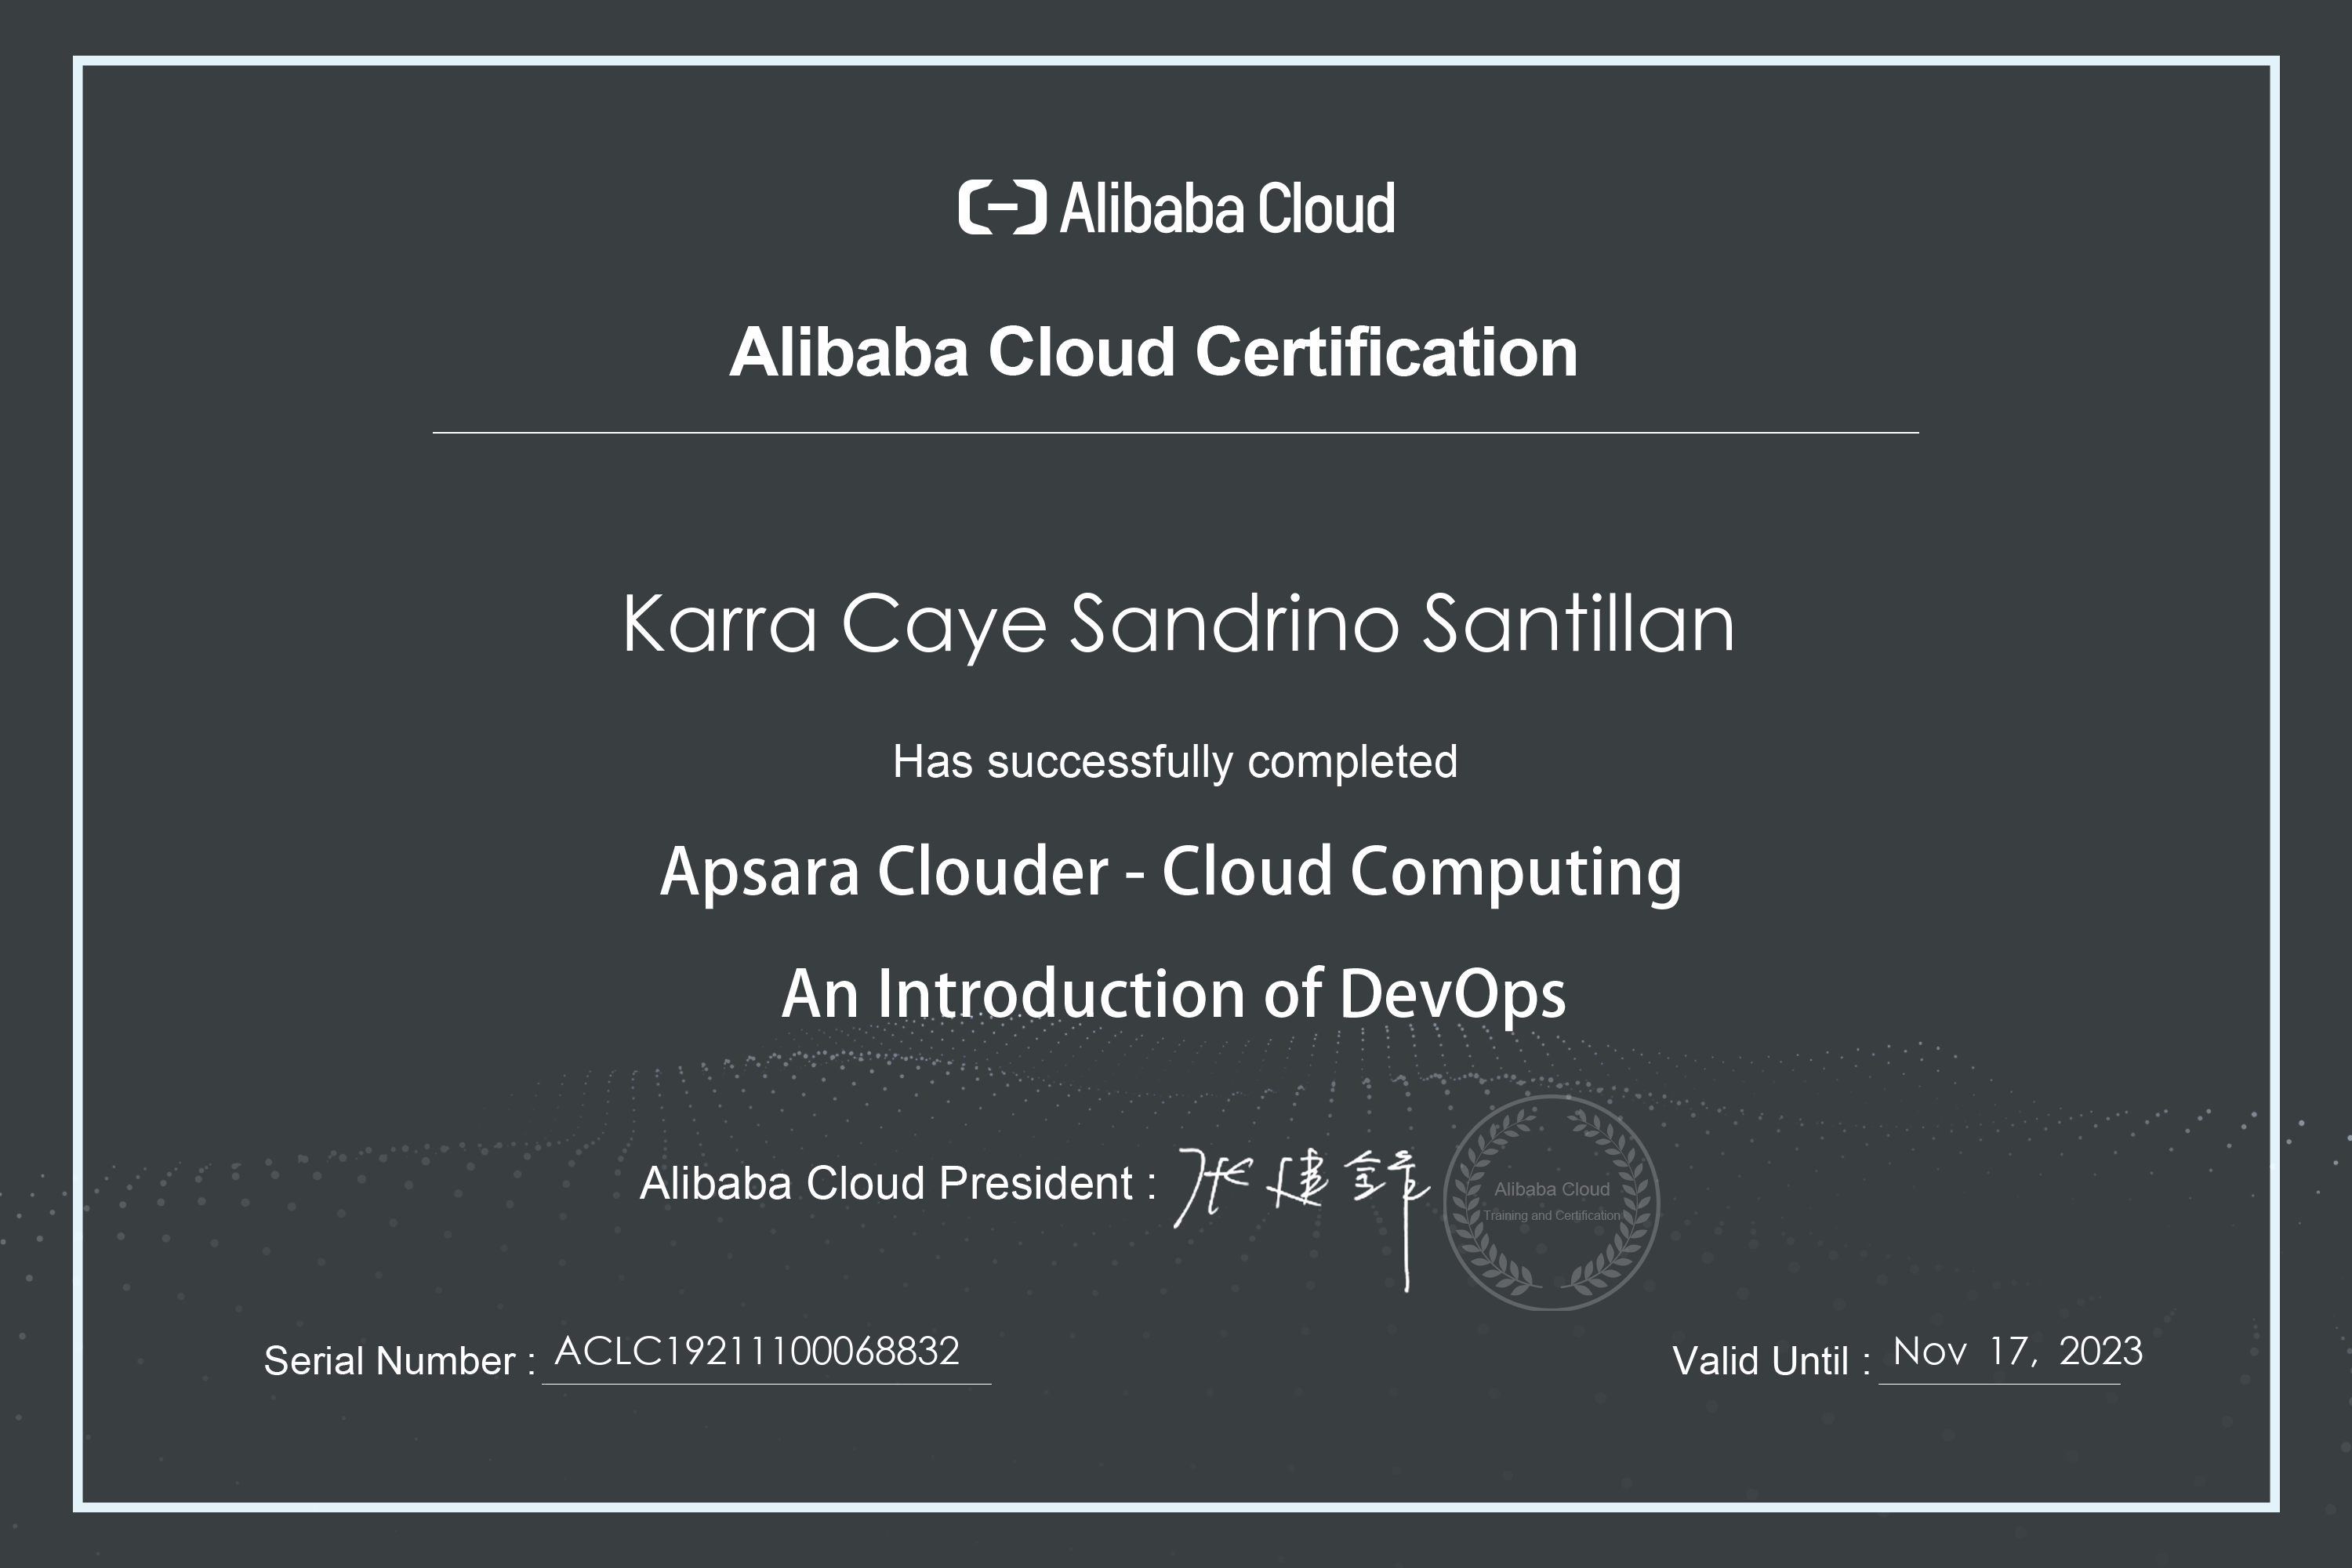 Alibaba Cloud
Alibaba Cloud Certification
Karra Caye Sandrino Santillan
Has successfully completed
Apsara Clouder - Cloud Computing
An Introduction of DevOps
Alibaba Cloud President : 张建锋
Alibaba Cloud
Training and Certification
Serial Number : ACLC19211100068832
Valid Until : Nov 17, 2023